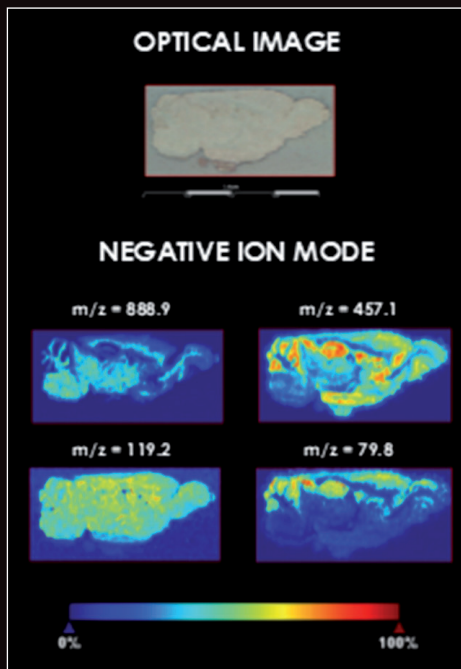 OPTICAL IMAGE
NEGATIVE ION MODE
m/z = 888.9
m/z = 457.1
m/z = 119.2
m/z = 79.8
0%
100%